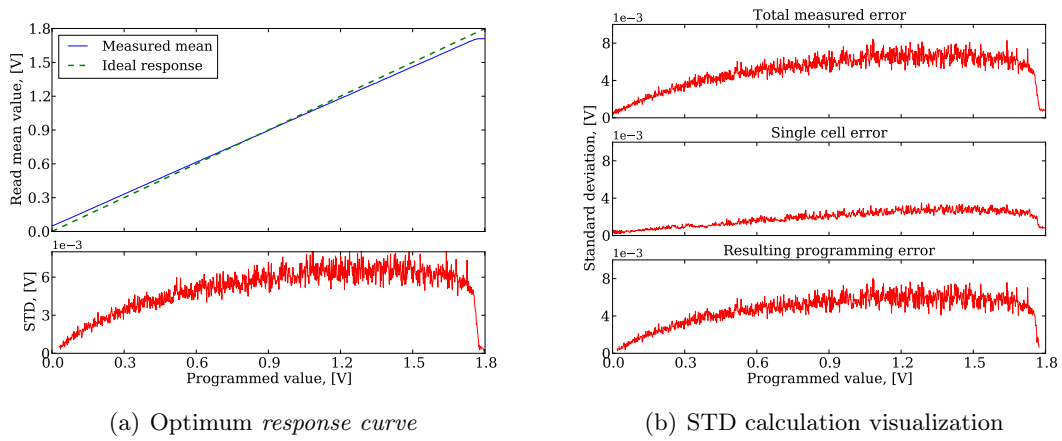 1.8
1.5
1.2
0.9
0.6
0.3
0.0
Read mean value, [V]
Measured mean
Ideal response
1e−3
6
4
2
0
STD, [V]
0.0 0.3 0.6 0.9 1.2 1.5 1.8
Programmed value, [V]
(a) Optimum response curve
Total measured error
1e−3
8
4
0
Single cell error
1e−3
8
4
0
Standard deviation, [V]
Resulting programming error
8
4
0
0.0 0.3 0.6 0.9 1.2 1.5 1.8
Programmed value, [V]
(b) STD calculation visualization